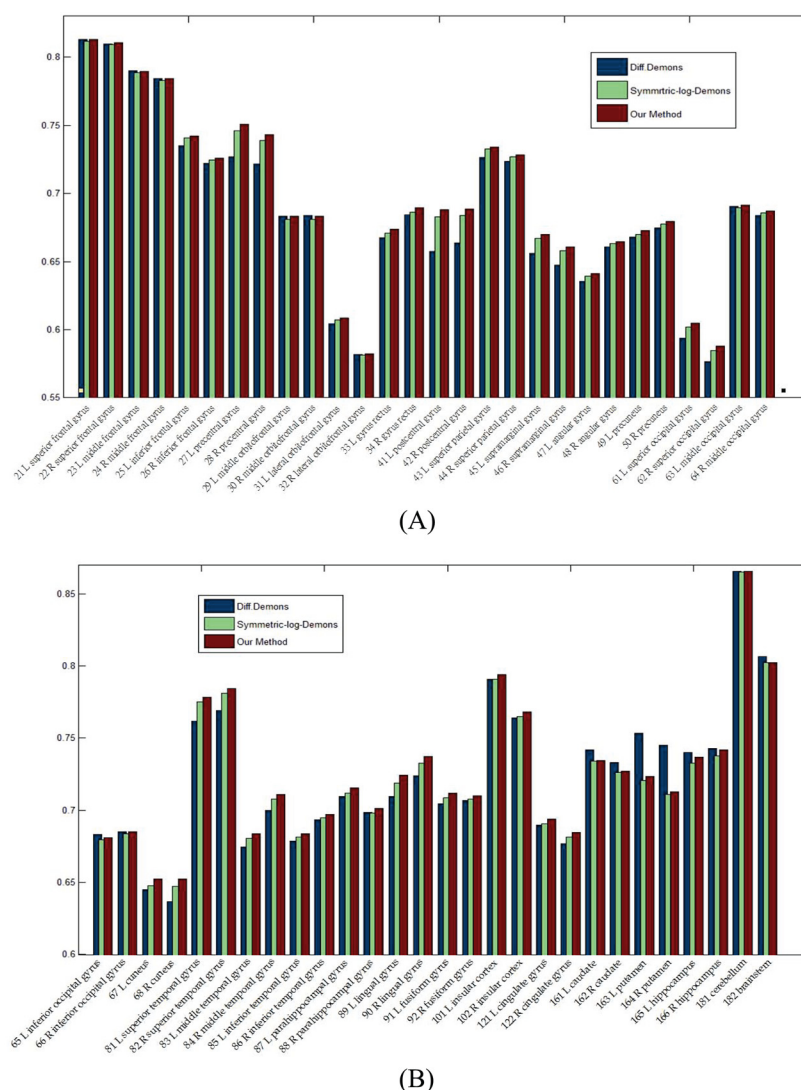 0.8
0.75
0.7
0.65
0.6
0.55
Diff.Demons
Symmrtric-log-Demons
Our Method
21 L superior frontal gyrus
22 R superior frontal gyrus
23 L middle frontal gyrus
24 R middle frontal gyrus
25 L inferior frontal gyrus
26 R inferior frontal gyrus
27 L precentral gyrus
28 R precentral gyrus
29 L middle orbitofrontal gyrus
30 R middle orbitofrontal gyrus
31 L lateral orbitofrontal gyrus
32 R lateral orbitofrontal gyrus
33 L gyrus rectus
34 R gyrus rectus
41 L postcentral gyrus
42 R postcentral gyrus
43 L superior parietal gyrus
44 R superior parietal gyrus
45 L supramarginal gyrus
46 R supramarginal gyrus
47 L angular gyrus
48 R angular gyrus
49 L precuneus
50 R precuneus
61 L superior occipital gyrus
62 R superior occipital gyrus
63 L middle occipital gyrus
64 R middle occipital gyrus
(A)
0.85
0.8
0.75
0.7
0.65
0.6
Diff.Demons
Symmetric-log-Demons
Our Method
65 L inferior occipital gyrus
66 R inferior occipital gyrus
67 L cuneus
68 R cuneus
81 L superior temporal gyrus
82 R superior temporal gyrus
83 L middle temporal gyrus
84 R middle temporal gyrus
85 L inferior temporal gyrus
86 R inferior temporal gyrus
87 L parahippocampal gyrus
88 R parahippocampal gyrus
89 L lingual gyrus
90 R lingual gyrus
91 L fusiform gyrus
92 R fusiform gyrus
101 L insular cortex
102 R insular cortex
121 L cingulate gyrus
122 R cingulate gyrus
161 L caudate
162 R caudate
163 L putamen
164 R putamen
165 L hippocampus
166 R hippocampus
181 cerebellum
182 brainstem
(B)